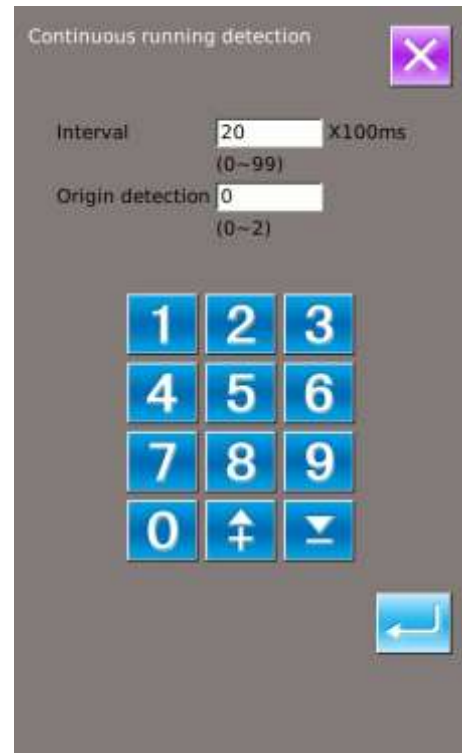 Continuous running detection
Interval 20 X100ms
(0~99)
Origin detection 0
(0~2)
1 2 3
4 5 6
7 8 9
0